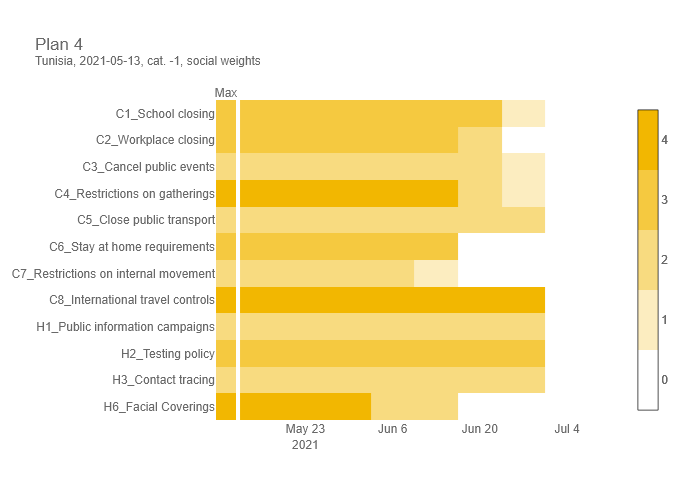 Plan 4
Tunisia, 2021-05-13, cat. -1, social weights
Max
C1_School closing
C2_Workplace closing
C3_Cancel public events
C4_Restrictions on gatherings
C5_Close public transport
C6_Stay at home requirements
C7_Restrictions on internal movement
C8_International travel controls
H1_Public information campaigns
H2_Testing policy
H3_Contact tracing
H6_Facial Coverings
May 23 Jun 6 Jun 20 Jul 4
2021
4
3
2
1
0